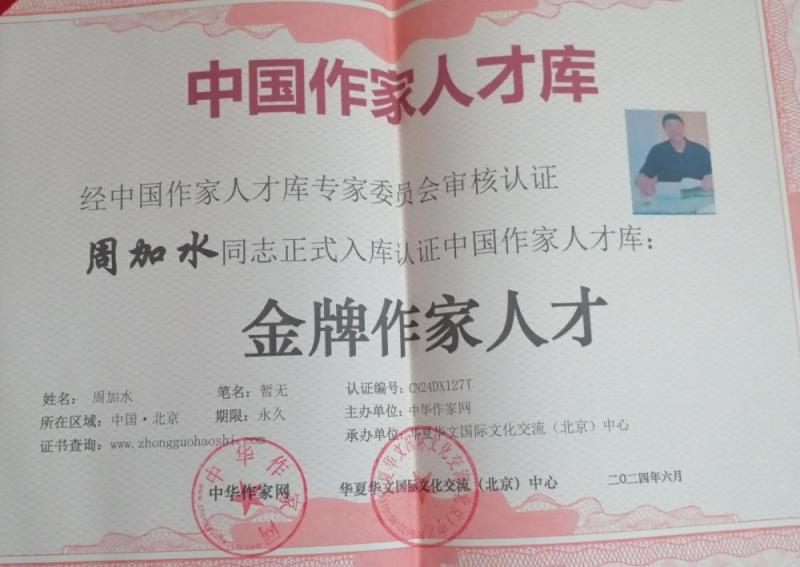 中国作家人才库
经中国作家人才库专家委员会审核认证
周加水同志正式入库认证中国作家人才库：
金牌作家人才
姓名：周加水 笔名：暂无 认证编号：CN24DX127T
所在区域：中国·北京 期限：永久 主办单位：中华作家网
证书查询：www.zhongguohaoshi.com 承办单位：华夏华文国际文化交流（北京）中心
中华作家网
中华作家网 华夏华文国际文化交流（北京）中心 二〇二四年六月